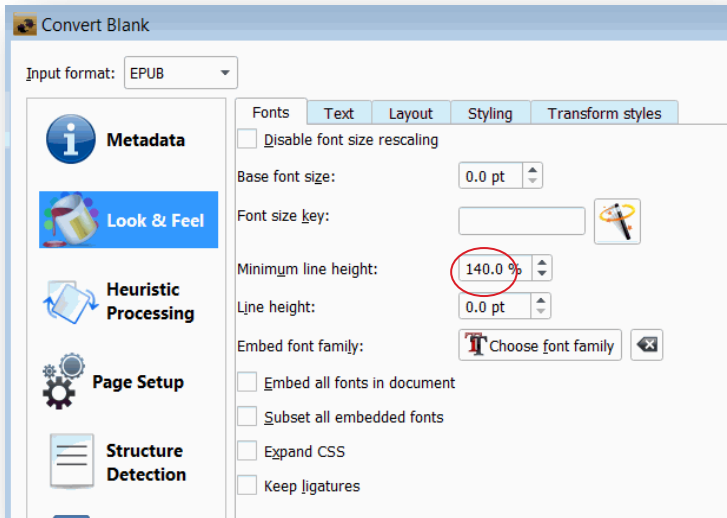 Convert Blank
Input format: EPUB
Metadata
Look & Feel
Heuristic
Processing
Page Setup
Structure
Detection
Fonts Text Layout Styling Transform styles
Disable font size rescaling
Base font size: 0.0 pt
Font size key:
Minimum line height: 140.0 %
Line height: 0.0 pt
Embed font family: Choose font family
Embed all fonts in document
Subset all embedded fonts
Expand CSS
Keep ligatures